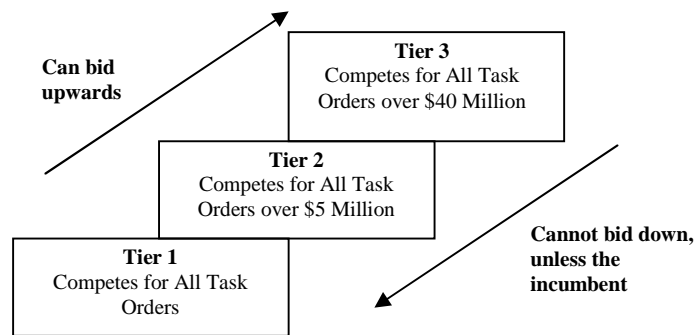 Tier 3
Competes for All Task
Orders over $40 Million
Can bid
upwards
Tier 2
Competes for All Task
Orders over $5 Million
Cannot bid down,
unless the
incumbent
Tier 1
Competes for All Task
Orders